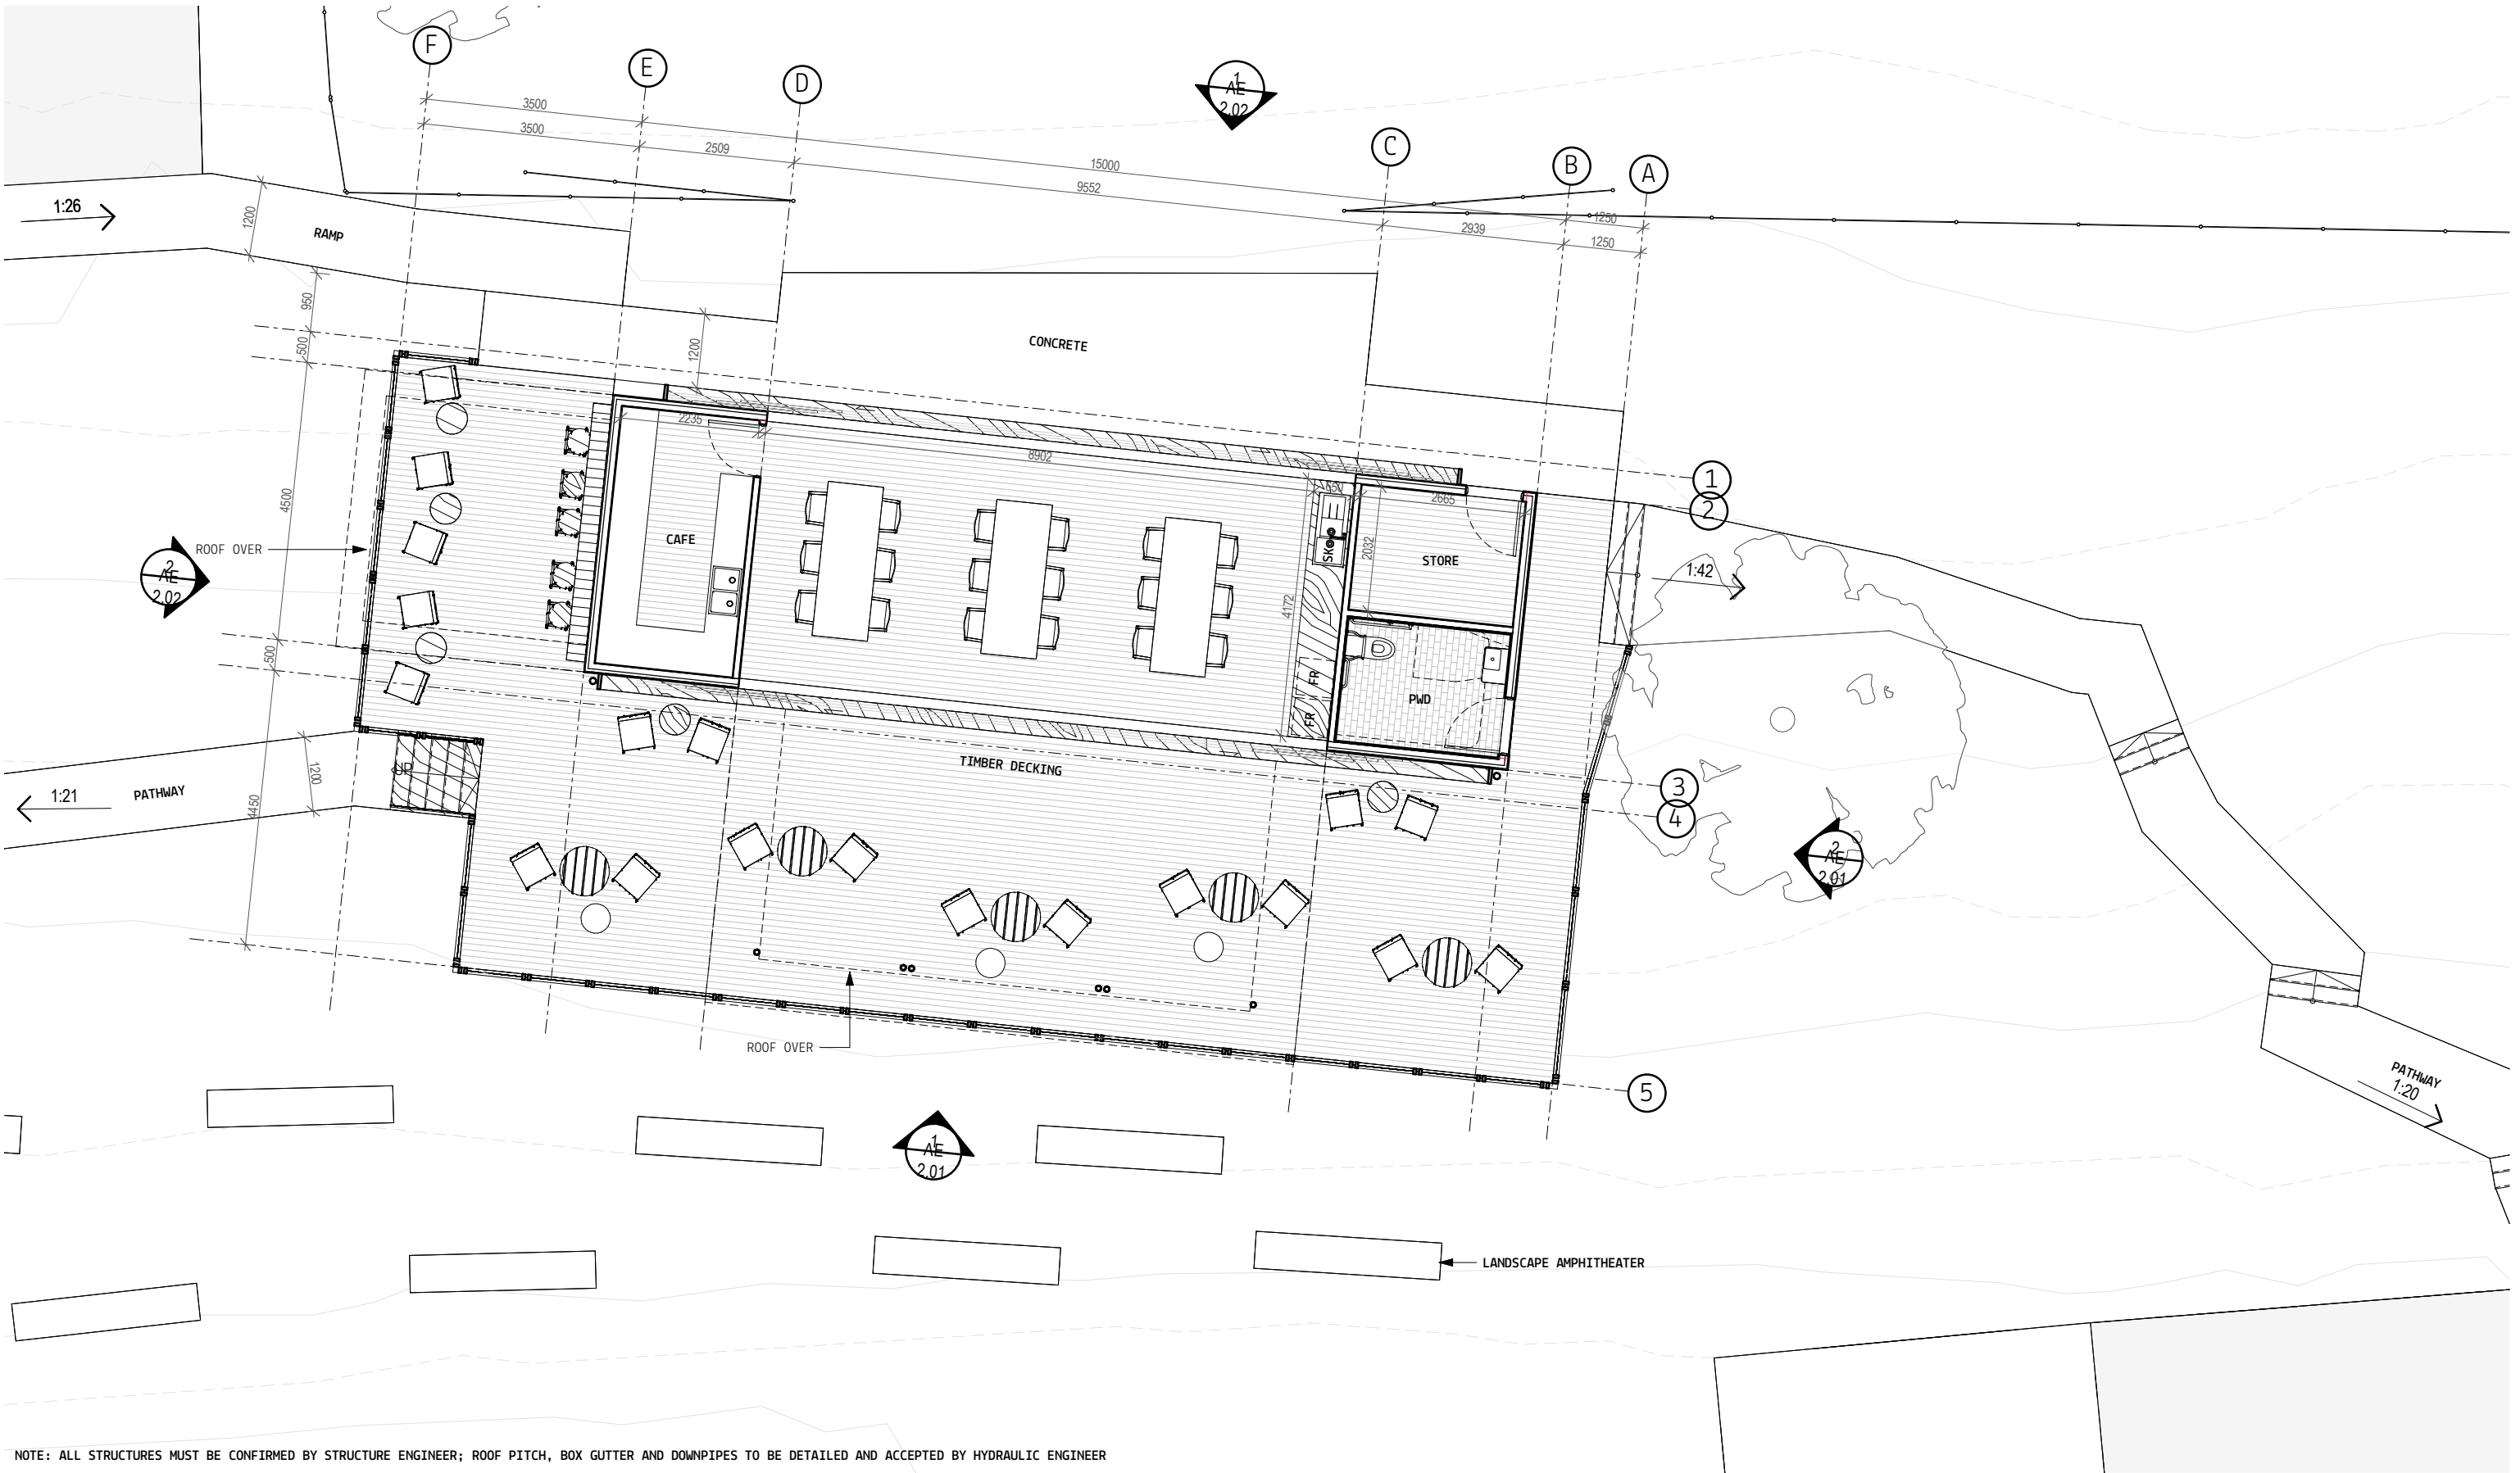 F
E
D
1
AE
2.02
C
B
A
3500
3500
2509
15000
9552
1250
2939
1250
1:26
1200
RAMP
950
500
1200
CONCRETE
2235
8902
650
2665
1
2
4500
ROOF OVER
2
AE
2.02
CAFE
SK
2032
STORE
1:42
4172
500
FR
FR
PWD
TIMBER DECKING
3
4
UP
1200
1:21
PATHWAY
4450
2
AE
2.01
ROOF OVER
5
PATHWAY
1:20
1
AE
2.01
LANDSCAPE AMPHITHEATER
NOTE: ALL STRUCTURES MUST BE CONFIRMED BY STRUCTURE ENGINEER; ROOF PITCH, BOX GUTTER AND DOWNPIPES TO BE DETAILED AND ACCEPTED BY HYDRAULIC ENGINEER